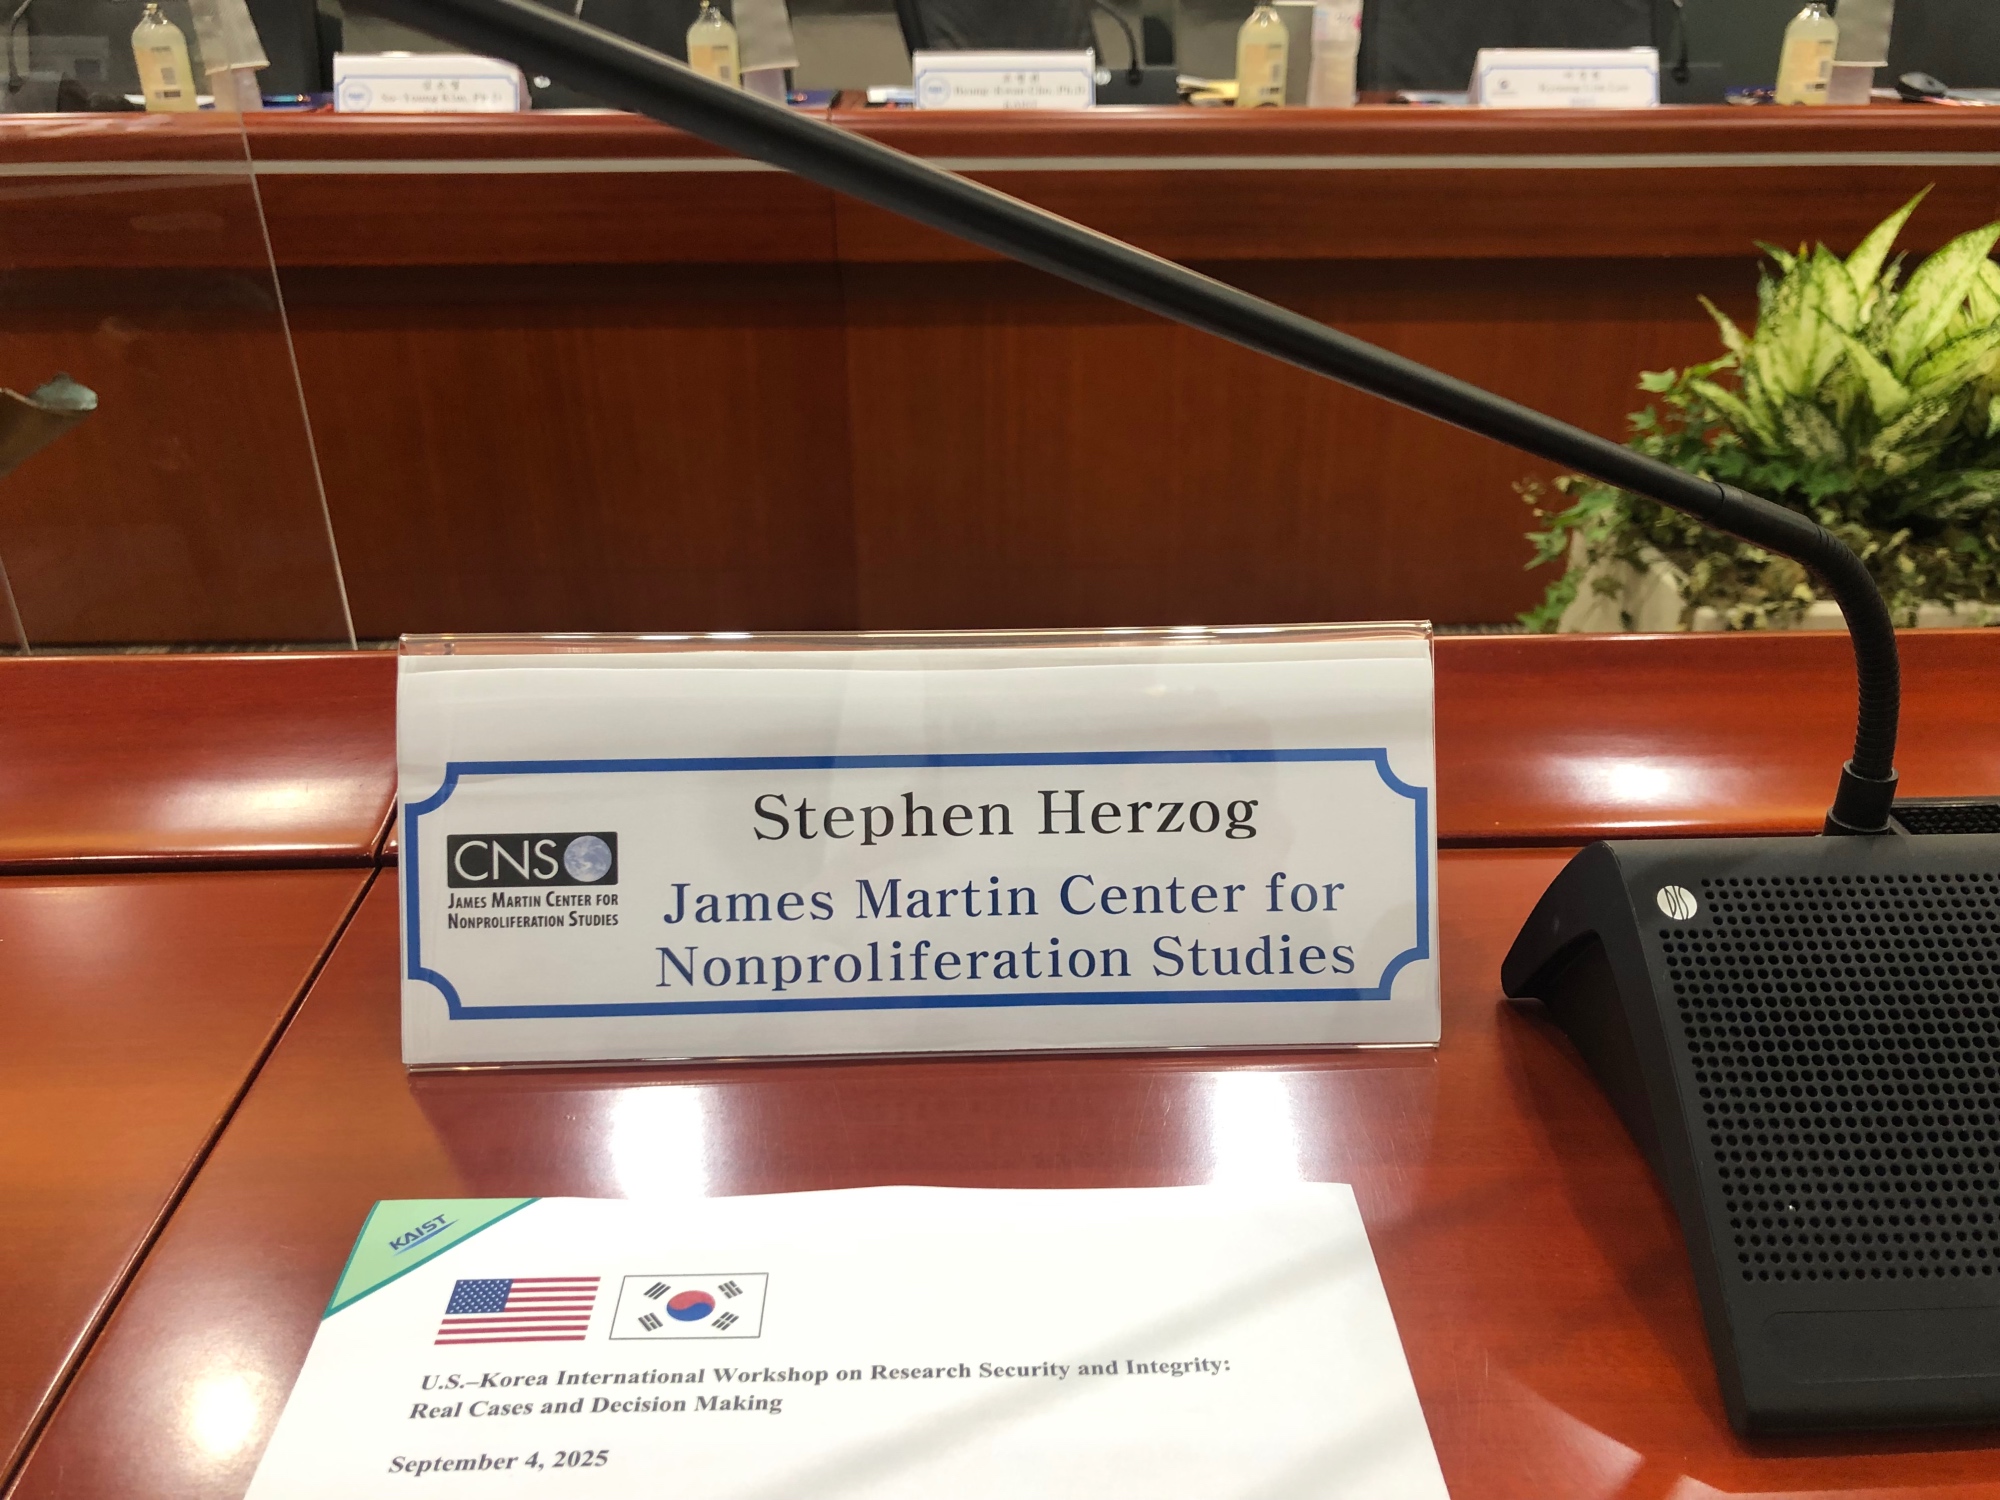 Stephen Herzog
James Martin Center for
Nonproliferation Studies
CNS
JAMES MARTIN CENTER FOR
NONPROLIFERATION STUDIES
DIS
KAIST
U.S.–Korea International Workshop on Research Security and Integrity:
Real Cases and Decision Making
September 4, 2025